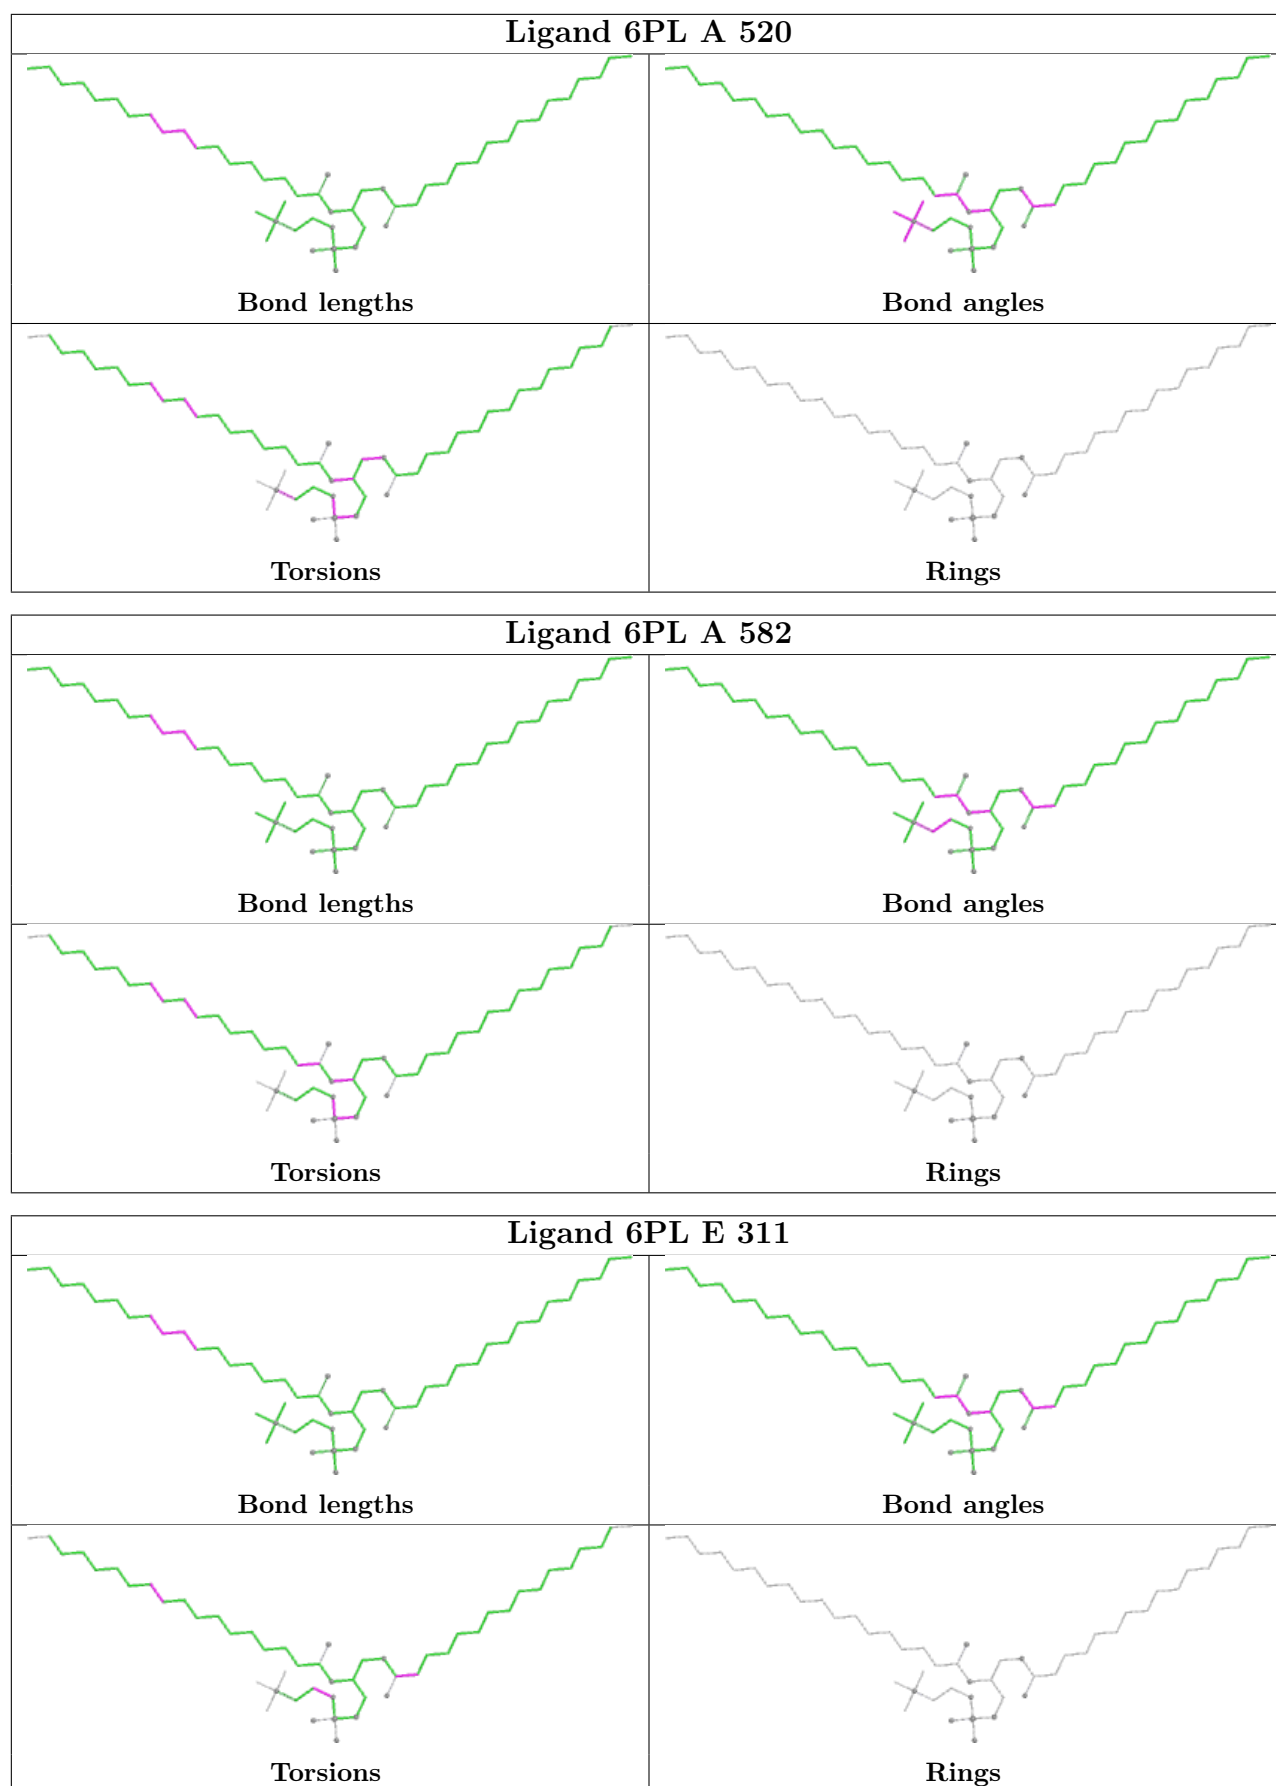 Ligand 6PL A 520
Bond lengths
Bond angles
Torsions
Rings
Ligand 6PL A 582
Bond lengths
Bond angles
Torsions
Rings
Ligand 6PL E 311
Bond lengths
Bond angles
Torsions
Rings